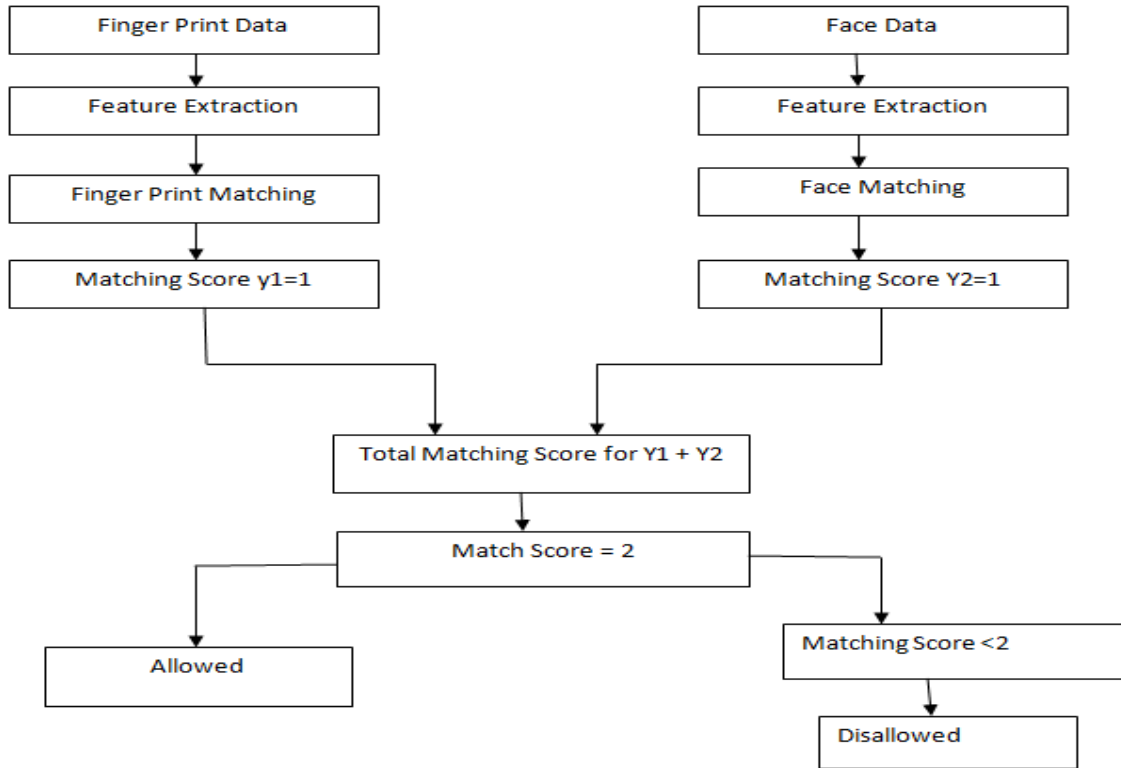 Finger Print Data
Face Data
Feature Extraction
Feature Extraction
Finger Print Matching
Face Matching
Matching Score y1=1
Matching Score Y2=1
Total Matching Score for Y1 + Y2
Match Score = 2
Matching Score <2
Allowed
Disallowed